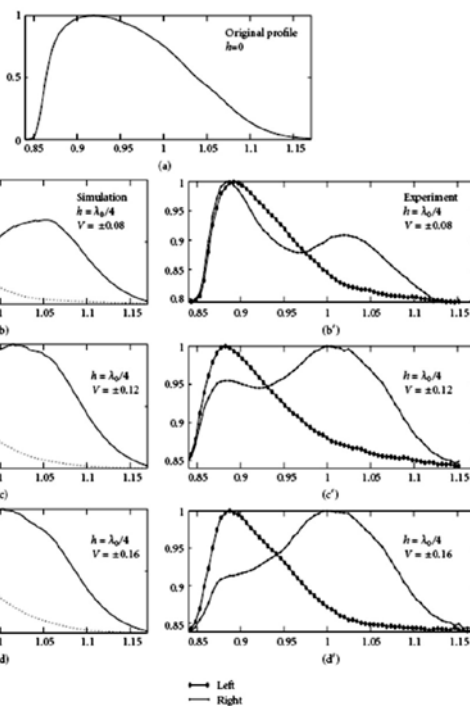 1
0.5
0
Original profile
h=0
0.85 0.9 0.95 1 1.05 1.1 1.15
(a)
Simulation
h = λ0/4
V = ±0.08
1.05 1.1 1.15
b)
1
0.95
0.9
0.85
0.8
Experiment
h = λ0/4
V = ±0.08
0.85 0.9 0.95 1 1.05 1.1 1.15
(b′)
h = λ0/4
V = ±0.12
1.05 1.1 1.15
c)
1
0.95
0.9
0.85
h = λ0/4
V = ±0.12
0.85 0.9 0.95 1 1.05 1.1 1.15
(c′)
h = λ0/4
V = ±0.16
1.05 1.1 1.15
d)
1
0.95
0.9
0.85
h = λ0/4
V = ±0.16
0.85 0.9 0.95 1 1.05 1.1 1.15
(d′)
Left
Right